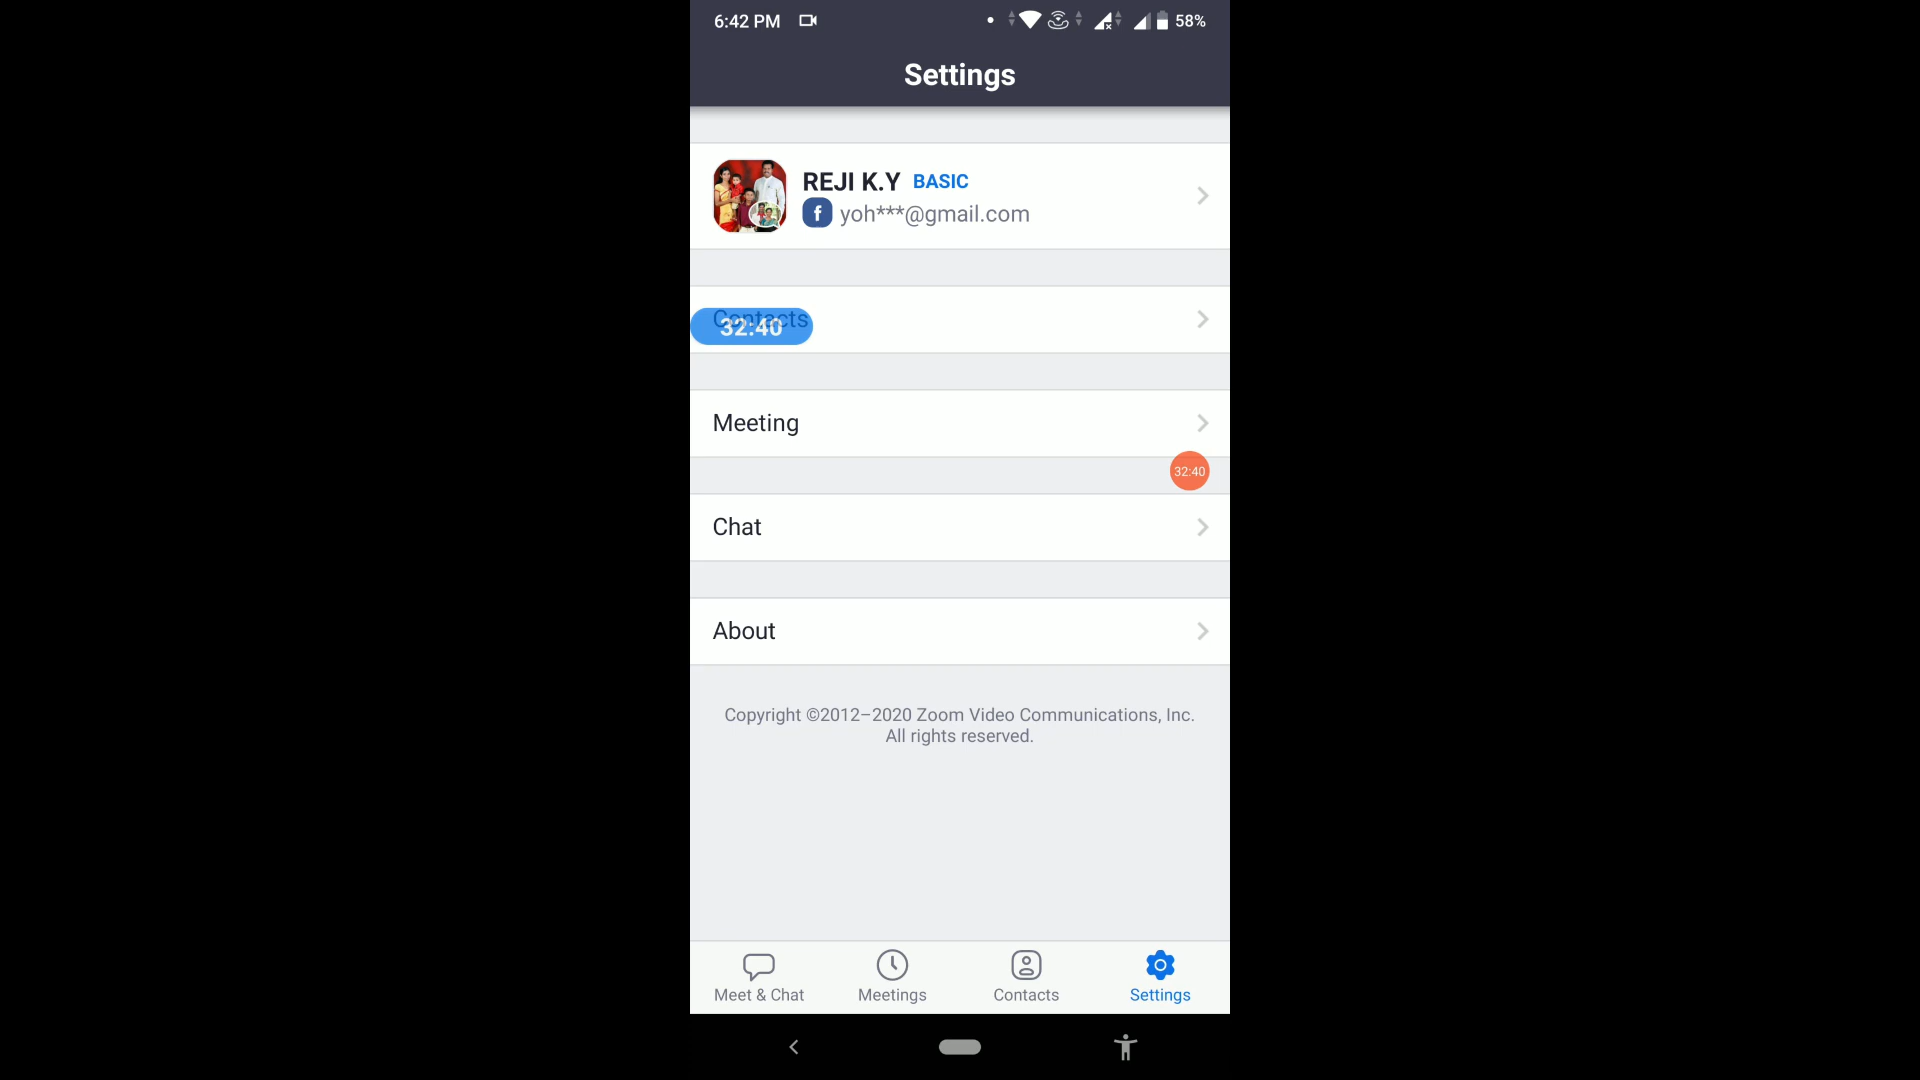 6:42 PM
58%
Settings
REJI K.Y BASIC
f yoh***@gmail.com
Contacts
32:40
Meeting
32:40
Chat
About
Copyright ©2012–2020 Zoom Video Communications, Inc.
All rights reserved.
Meet & Chat
Meetings
Contacts
Settings